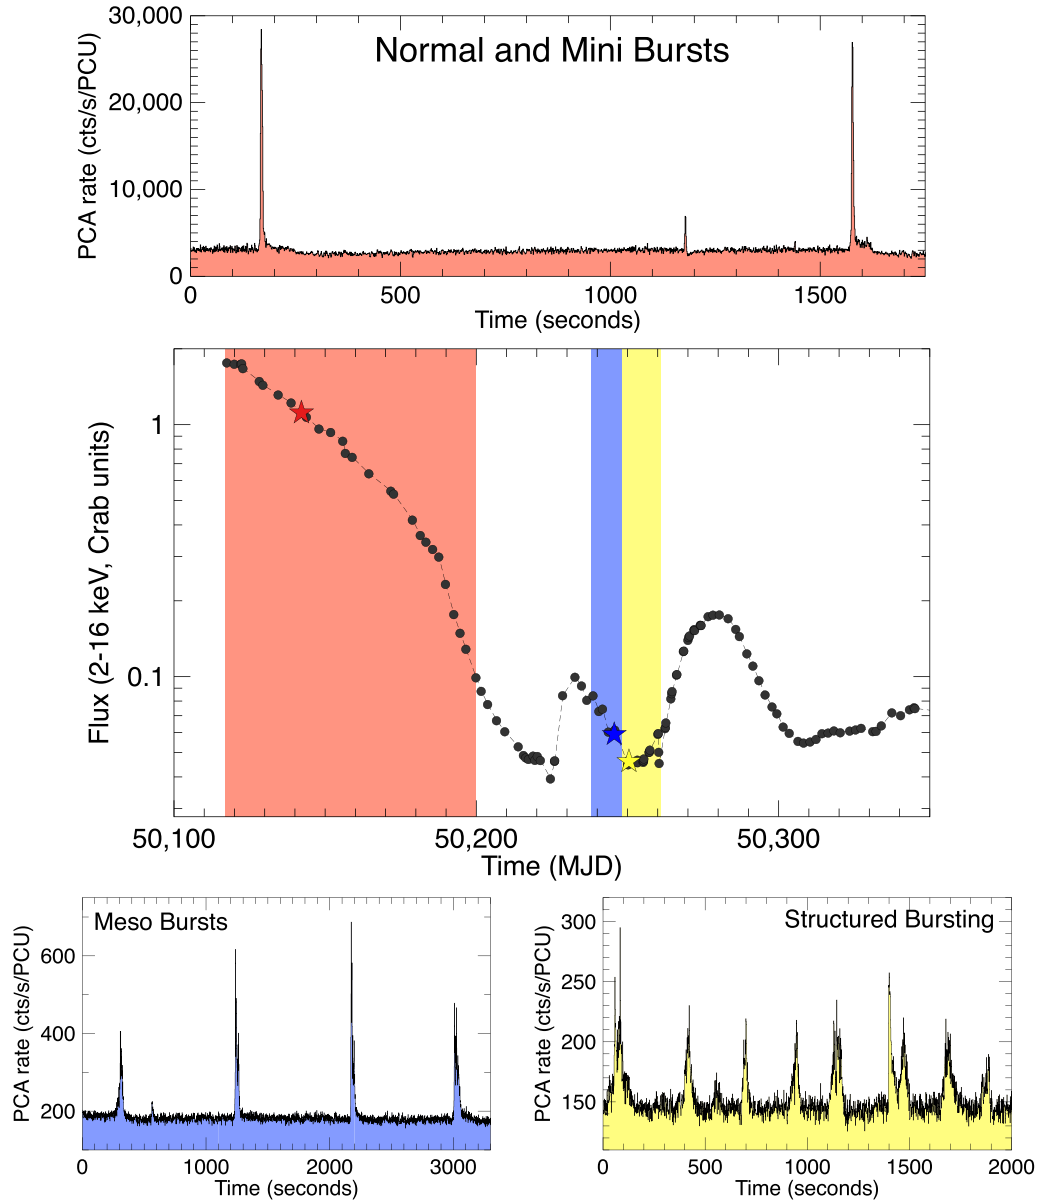 30,000
20,000
10,000
0
PCA rate (cts/s/PCU)
Normal and Mini Bursts
0 500 1000 1500
Time (seconds)
1
0.1
Flux (2-16 keV, Crab units)
50,100 50,200 50,300
Time (MJD)
Meso Bursts
600
400
200
PCA rate (cts/s/PCU)
0 1000 2000 3000
Time (seconds)
Structured Bursting
300
250
200
150
PCA rate (cts/s/PCU)
0 500 1000 1500 2000
Time (seconds)